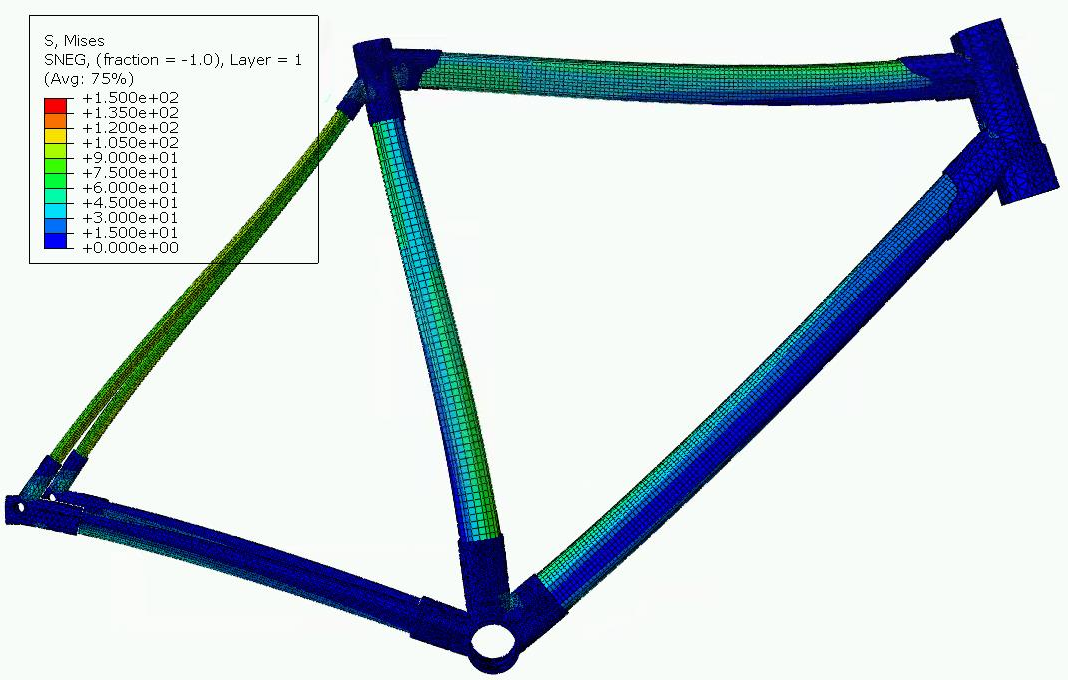 S, Mises
SNEG, (fraction = -1.0), Layer = 1
(Avg: 75%)
+1.500e+02
+1.350e+02
+1.200e+02
+1.050e+02
+9.000e+01
+7.500e+01
+6.000e+01
+4.500e+01
+3.000e+01
+1.500e+01
+0.000e+00